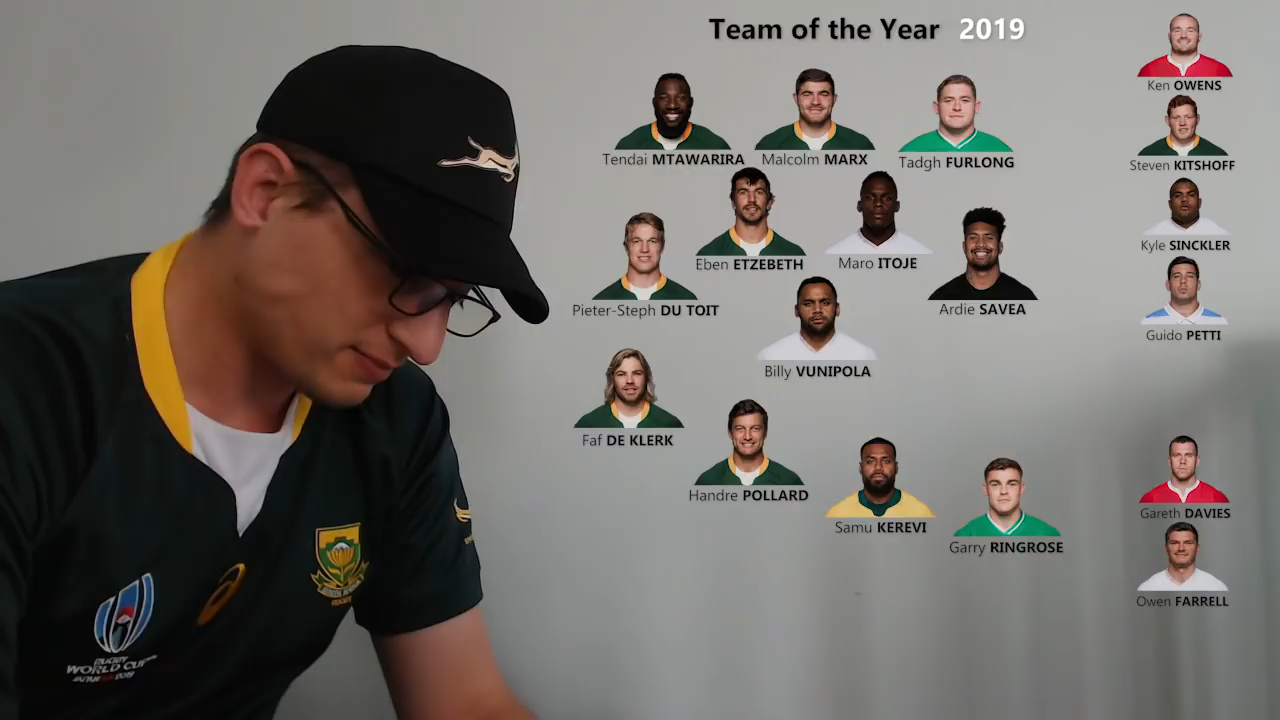 Team of the Year 2019
Tendai MTAWARIRA
Malcolm MARX
Tadgh FURLONG
Eben ETZEBETH
Maro ITOJE
Pieter-Steph DU TOIT
Ardie SAVEA
Billy VUNIPOLA
Faf DE KLERK
Handre POLLARD
Samu KEREVI
Garry RINGROSE
Ken OWENS
Steven KITSHOFF
Kyle SINCKLER
Guido PETTI
Gareth DAVIES
Owen FARRELL
RUGBY
WORLD CUP